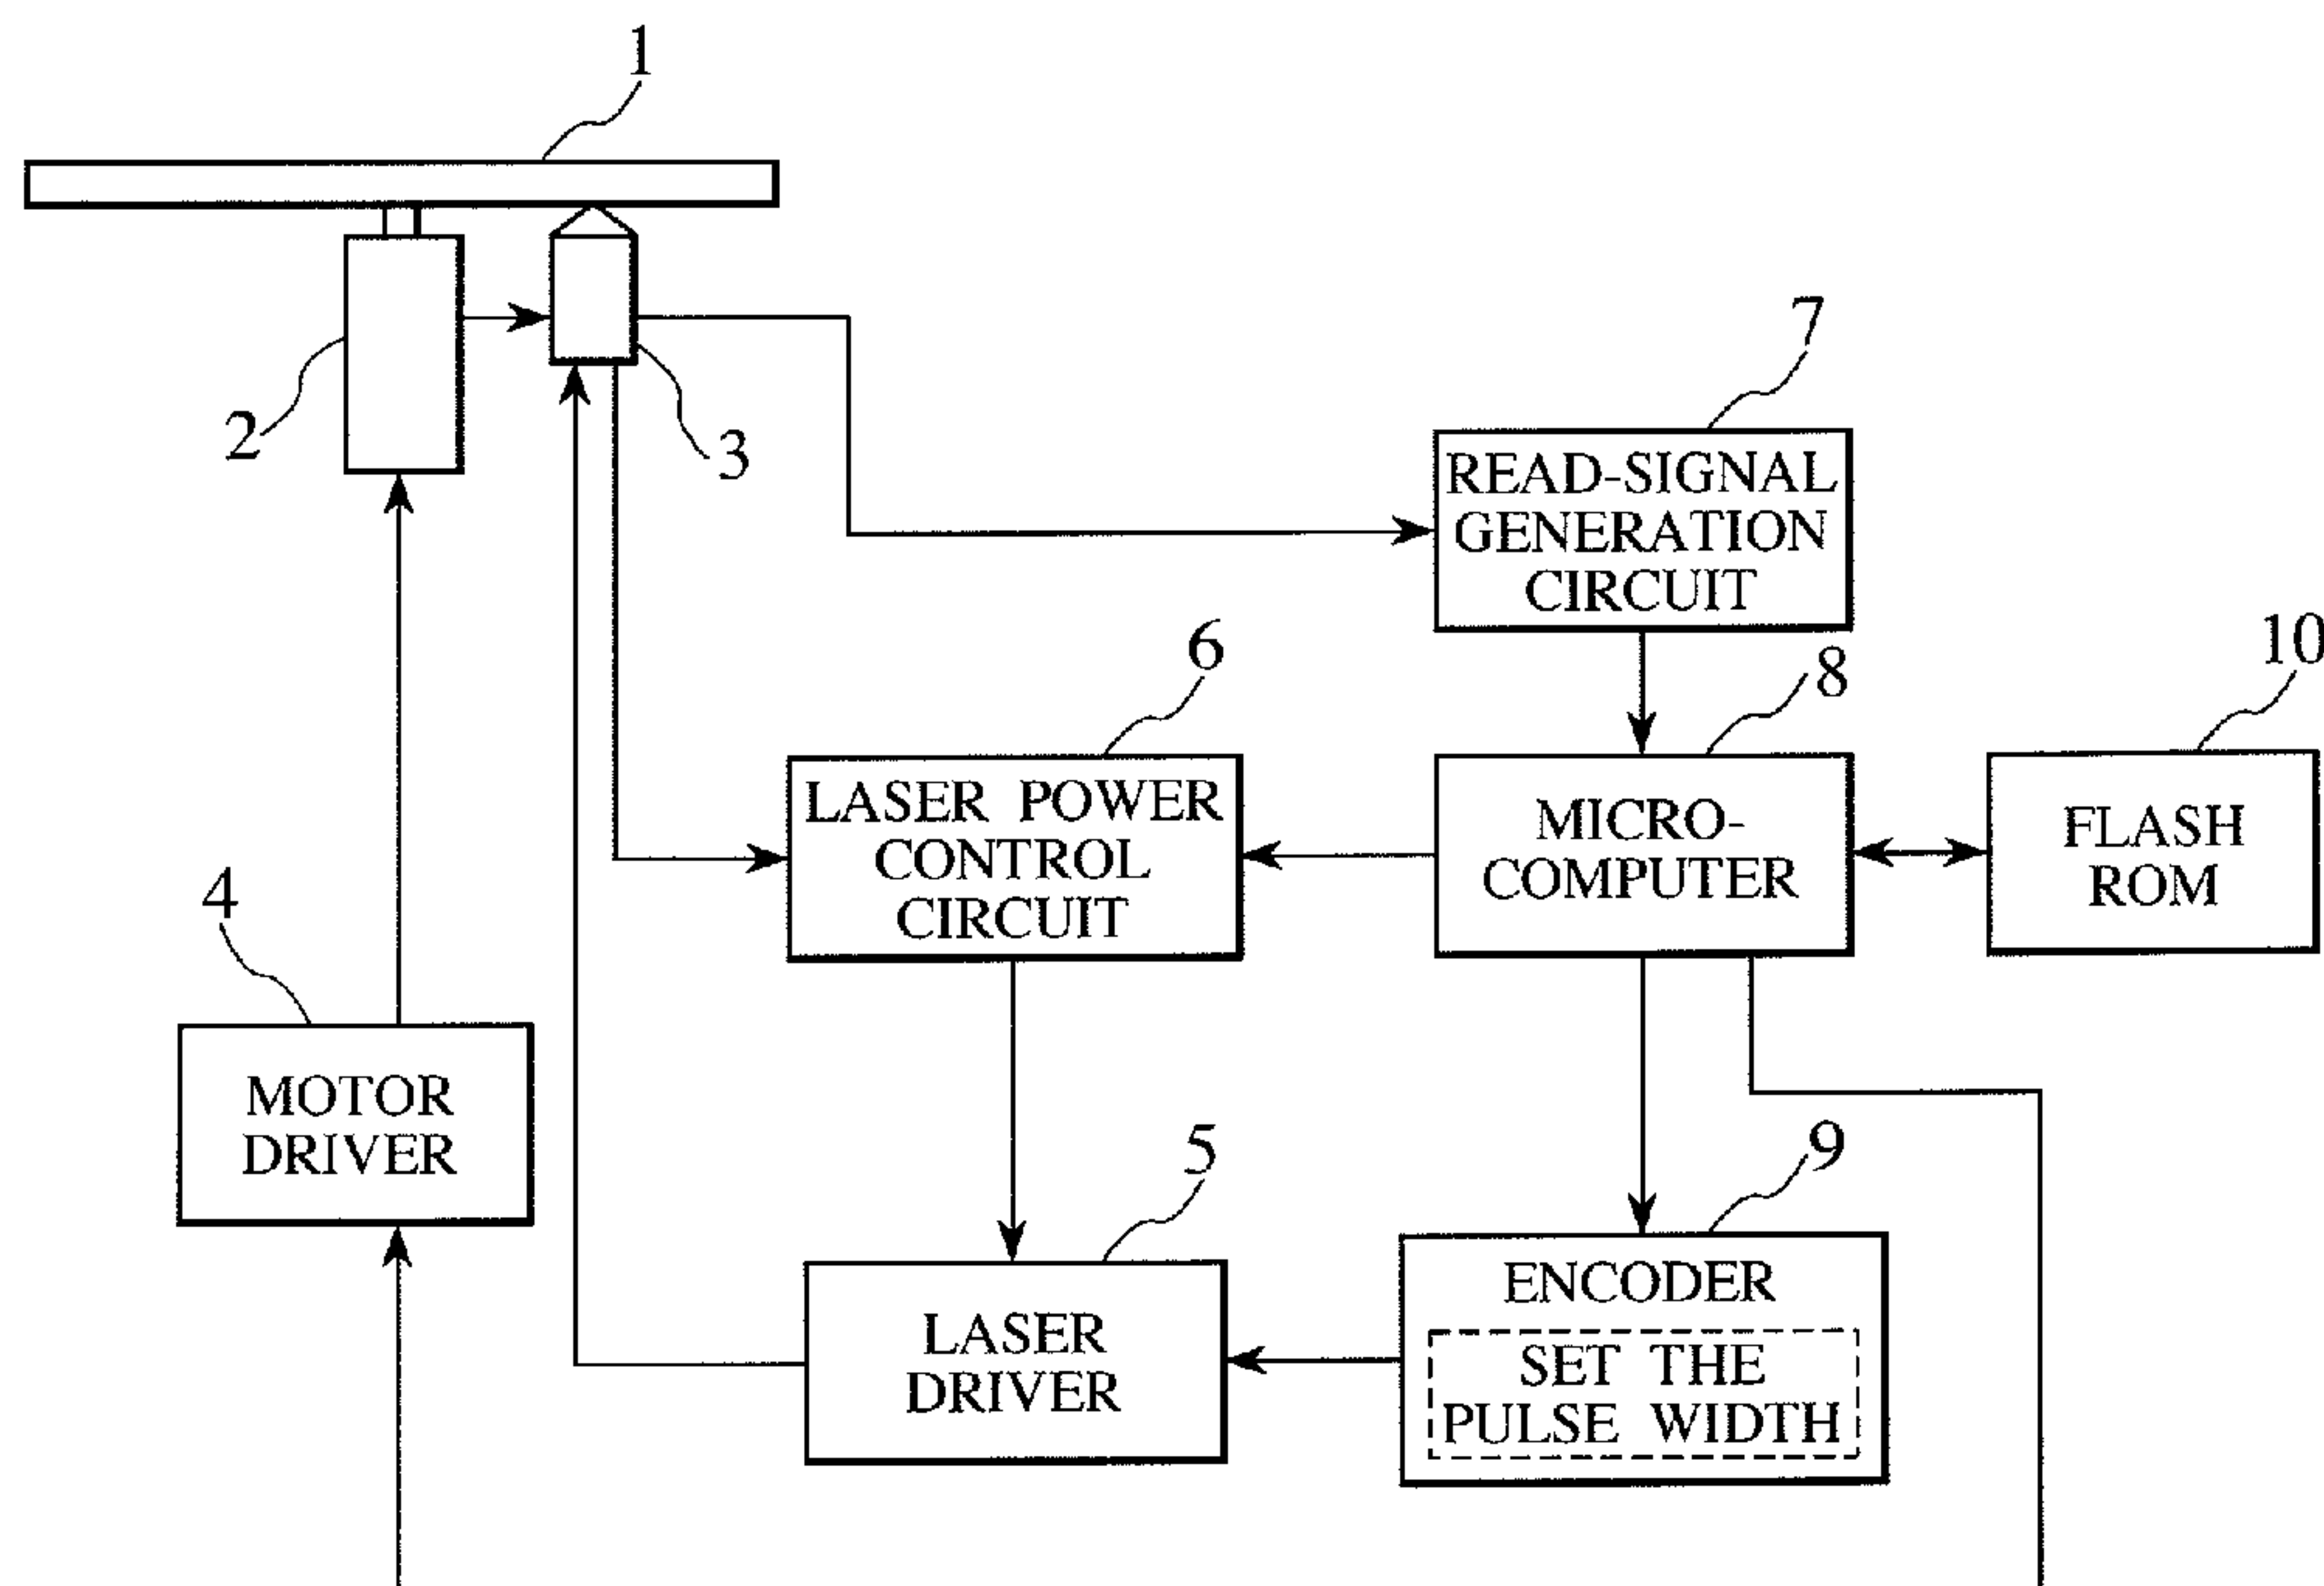 1
2
3
7
READ-SIGNAL
GENERATION
CIRCUIT
6
8
10
LASER POWER
CONTROL
CIRCUIT
MICRO-
COMPUTER
FLASH
ROM
4
MOTOR
DRIVER
5
9
LASER
DRIVER
ENCODER
SET THE
PULSE WIDTH